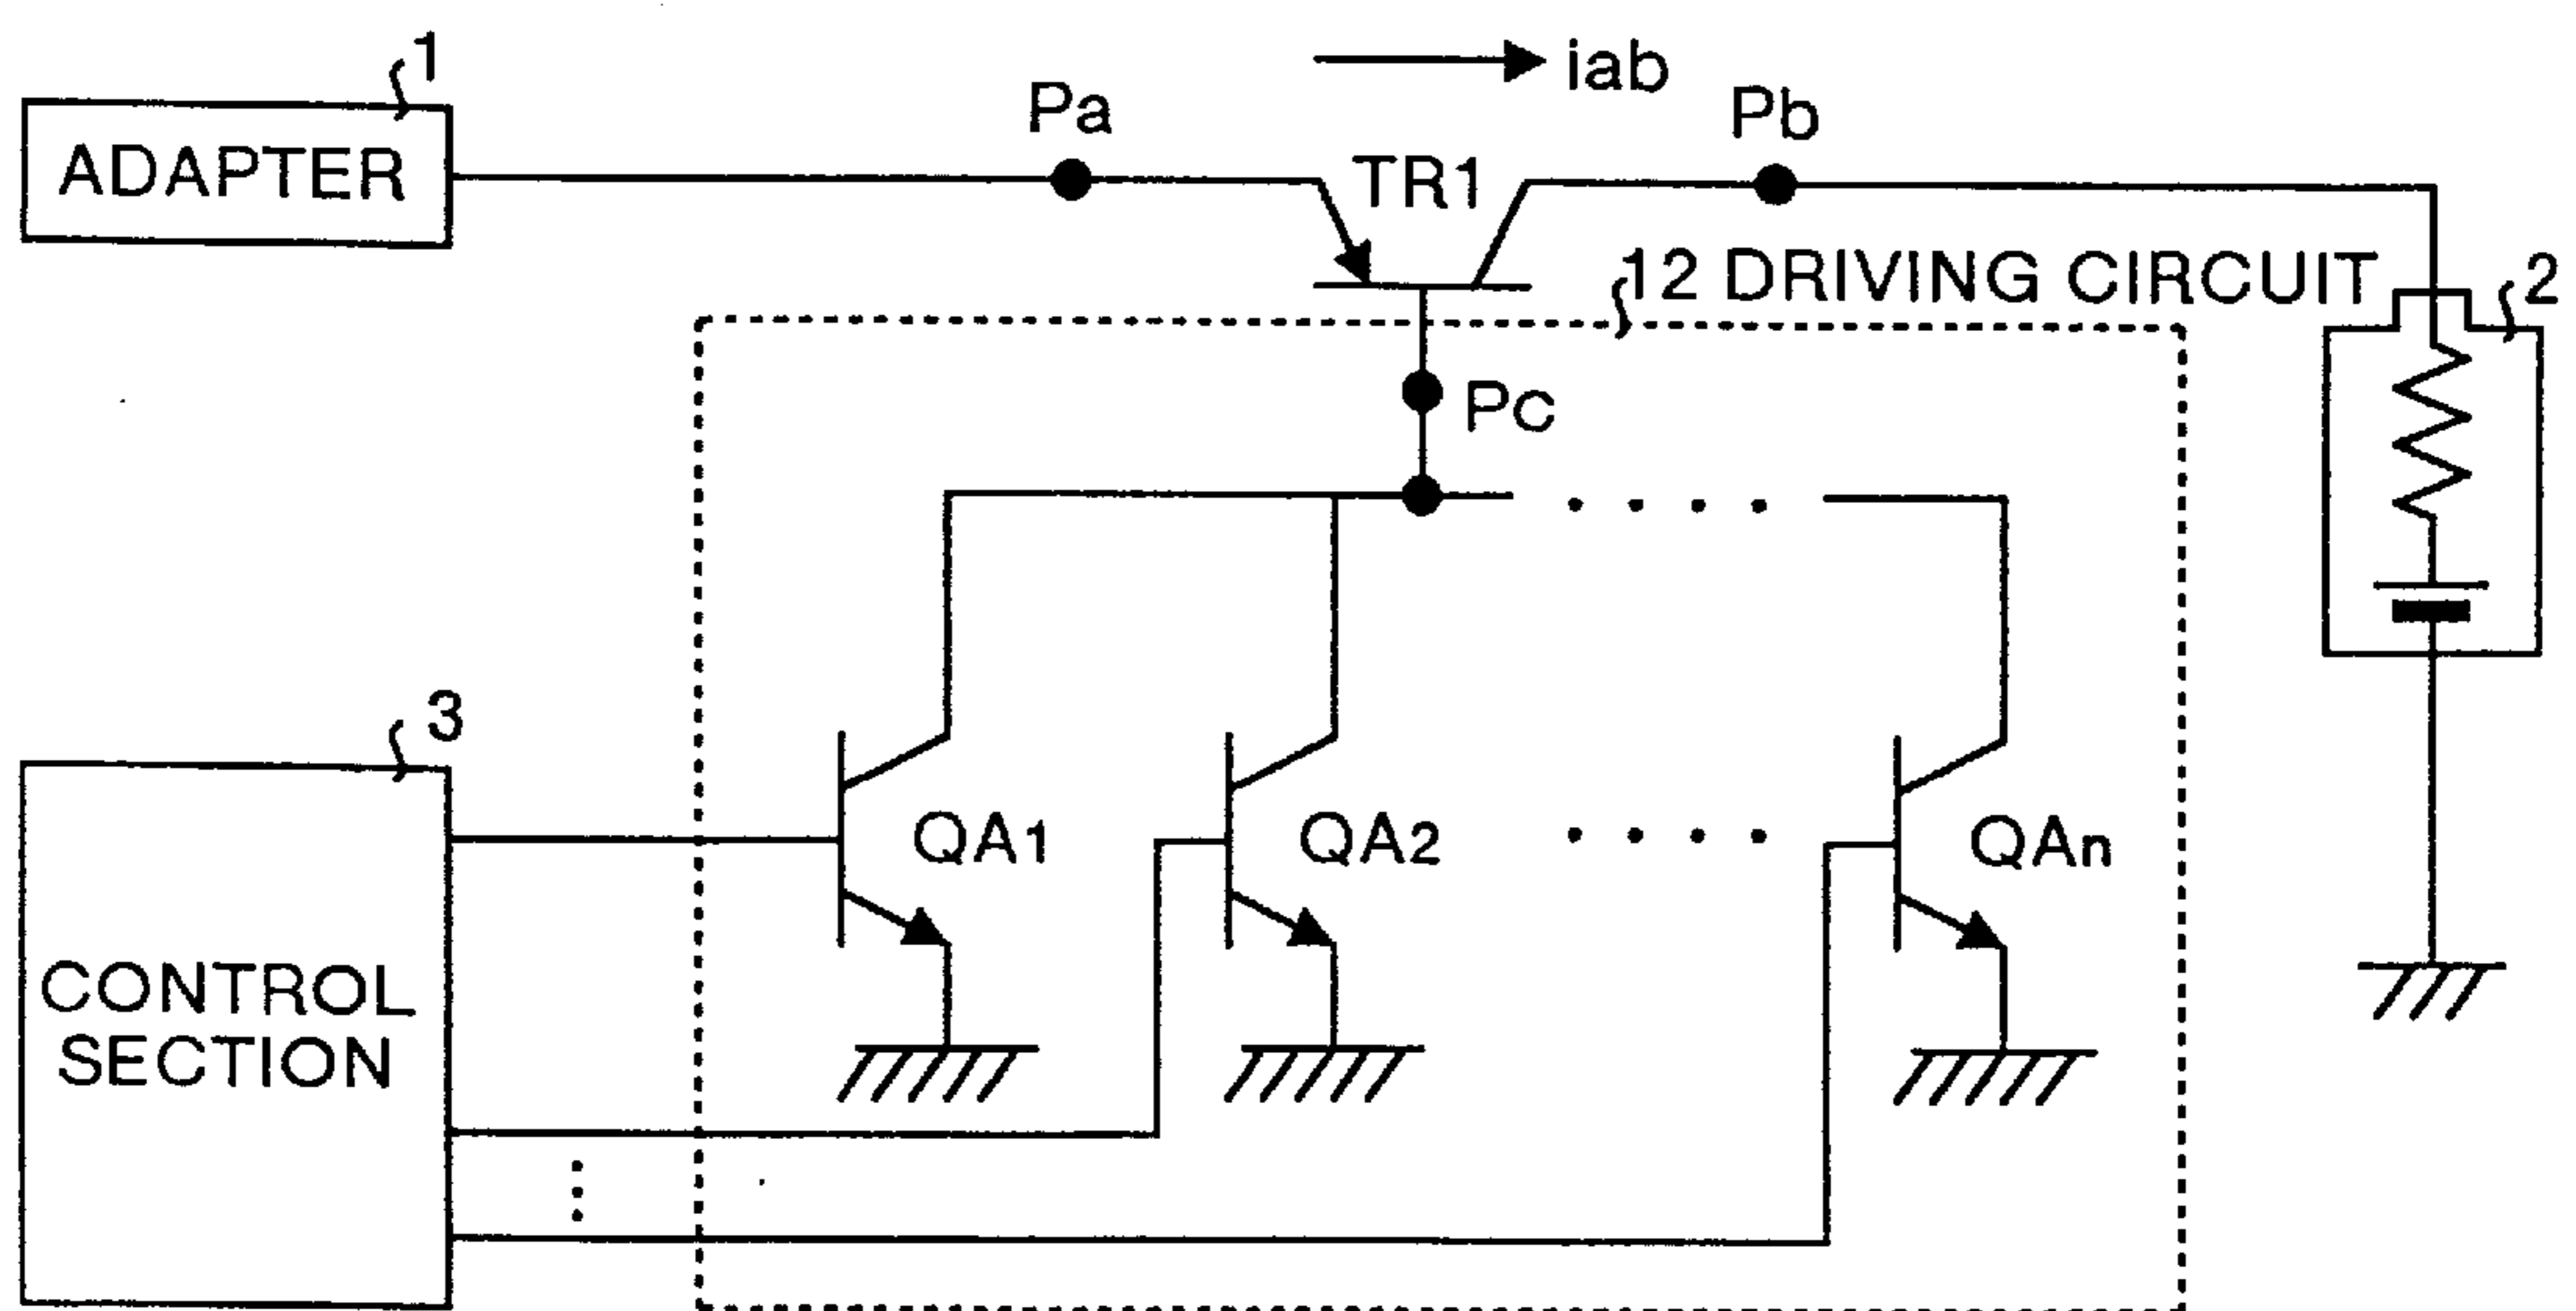 1
ADAPTER
Pa
iab
TR1
Pb
12 DRIVING CIRCUIT
2
Pc
3
CONTROL
SECTION
QA1
QA2
QAn